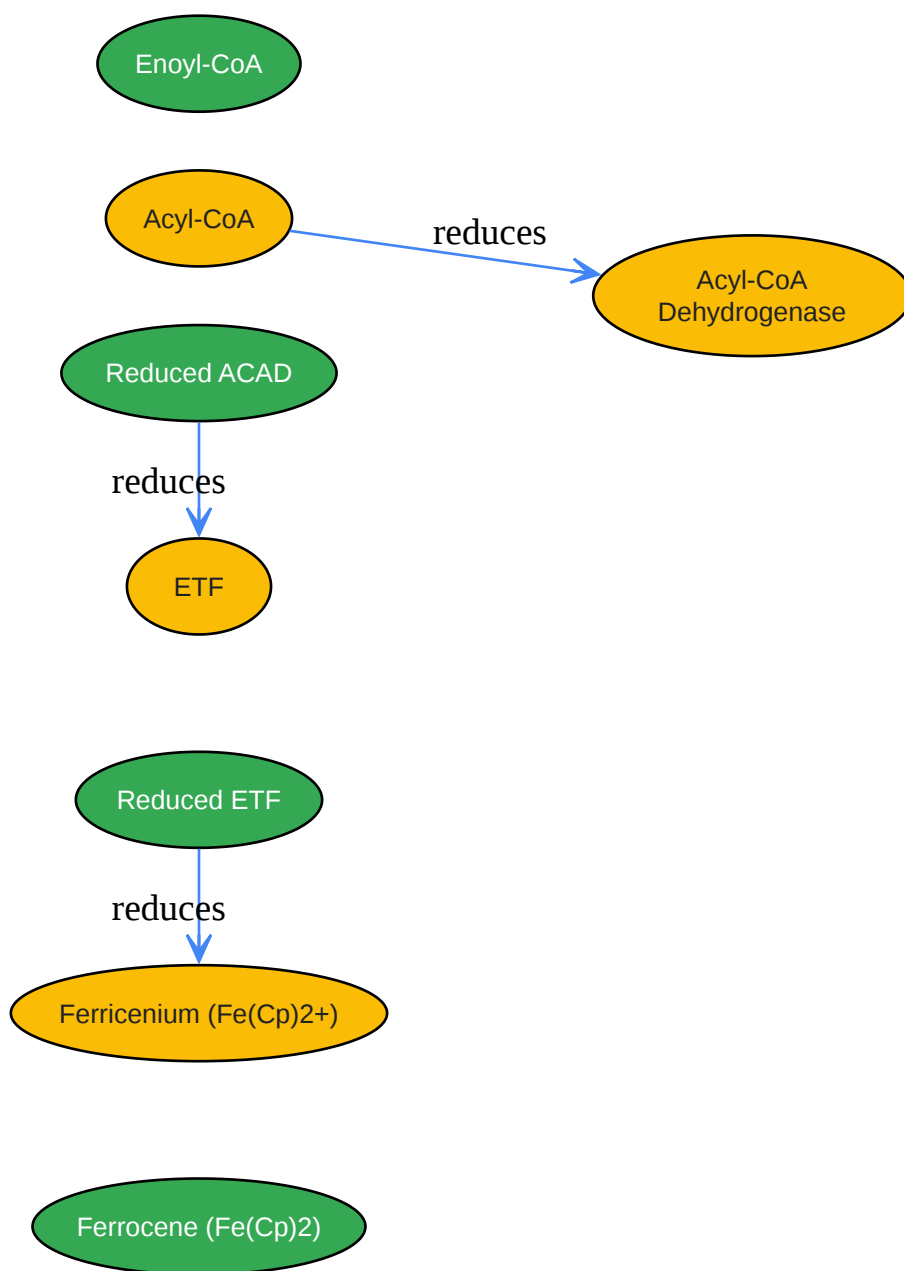 Enoyl-CoA
Acyl-CoA
reduces
Acyl-CoA
Dehydrogenase
Reduced ACAD
reduces
ETF
Reduced ETF
reduces
Ferricenium (Fe(Cp)2+)
Ferrocene (Fe(Cp)2)